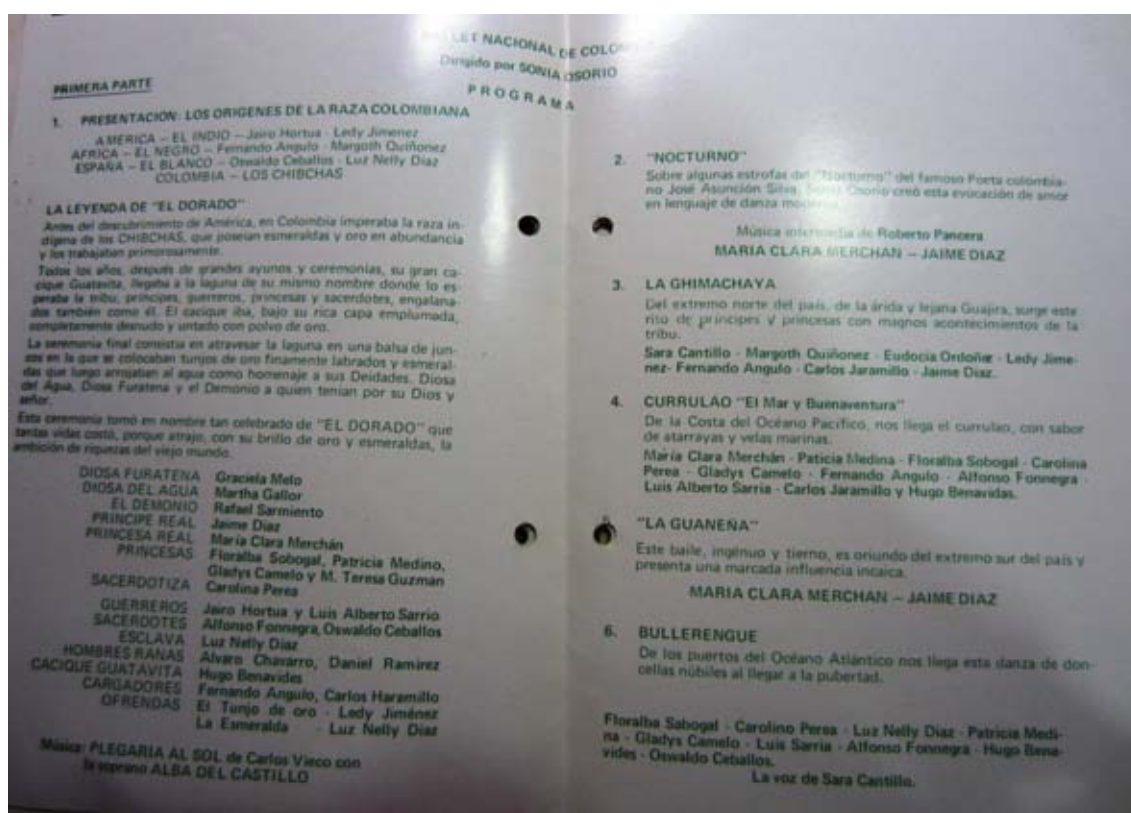 LET NACIONAL DE COLO
Dirigido por SONIA OSORIO
PROGRAMA
PRIMERA PARTE
1. PRESENTACION: LOS ORIGENES DE LA RAZA COLOMBIANA
AMERICA – EL INDIO – Jairo Hortua - Ledy Jimenez
AFRICA – EL NEGRO – Fernando Angulo - Margoth Quiñonez
ESPAÑA – EL BLANCO – Oswaldo Ceballos - Luz Nelly Diaz
COLOMBIA – LOS CHIBCHAS
LA LEYENDA DE "EL DORADO"
Antes del descubrimiento de América, en Colombia imperaba la raza in-
dígena de los CHIBCHAS, que poseían esmeraldas y oro en abundancia
y los trabajaban primorosamente.
Todos los años, después de grandes ayunos y ceremonias, su gran ca-
cique Guatavita, llegaba a la laguna de su mismo nombre donde lo es-
peraba la tribu, príncipes, guerreros, princesas y sacerdotes, engalana-
dos también como él. El cacique iba, bajo su rica capa emplumada,
completamente desnudo y untado con polvo de oro.
La seremonia final consistía en atravesar la laguna en una balsa de jun-
cos en la que se colocaban tunjos de oro finamente labrados y esmeral-
das que luego arrojaban al agua como homenaje a sus Deidades. Diosa
del Agua, Diosa Furatena y el Demonio a quien tenían por su Dios y
señor.
Esta ceremonia tomó en nombre tan celebrado de "EL DORADO" que
tantas vidas costó, porque atrajo, con su brillo de oro y esmeraldas, la
ambición de riquezas del viejo mundo.
DIOSA FURATENA Graciela Melo
DIOSA DEL AGUA Martha Gallor
EL DEMONIO Rafael Sarmiento
PRINCIPE REAL Jaime Diaz
PRINCESA REAL María Clara Merchán
PRINCESAS Floralba Sobogal, Patricia Medino,
Gladys Camelo y M. Teresa Guzmán
SACERDOTIZA Carolina Perea
GUERREROS Jairo Hortua y Luis Alberto Sarrio
SACERDOTES Alfonso Fonnegra, Oswaldo Ceballos
ESCLAVA Luz Nelly Diaz
HOMBRES RANAS Alvaro Chavarro, Daniel Ramirez
CACIQUE GUATAVITA Hugo Benavides
CARGADORES Fernando Angulo, Carlos Haramillo
OFRENDAS El Tunjo de oro - Ledy Jiménez
La Esmeralda - Luz Nelly Diaz
Música: PLEGARIA AL SOL de Carlos Vieco con
la soprano ALBA DEL CASTILLO
2. "NOCTURNO"
Sobre algunas estrofas del "Nocturno" del famoso Poeta colombia-
no José Asunción Silva, Sonia Osorio creó esta evocación de amor
en lenguaje de danza moderna.
Música intermedia de Roberto Pancera
MARIA CLARA MERCHAN – JAIME DIAZ
3. LA GHIMACHAYA
Del extremo norte del país, de la árida y lejana Guajira, surge este
rito de príncipes y princesas con magnos acontecimientos de la
tribu.
Sara Cantillo - Margoth Quiñonez - Eudocia Ordoñez - Ledy Jime-
nez- Fernando Angulo - Carlos Jaramillo - Jaime Diaz.
4. CURRULAO "El Mar y Buenaventura"
De la Costa del Océano Pacífico, nos llega el currulao, con sabor
de atarrayas y velas marinas.
María Clara Merchán - Paticia Medina - Floralba Sobogal - Carolina
Perea - Gladys Camelo - Fernando Angulo - Alfonso Fonnegra -
Luis Alberto Sarria - Carlos Jaramillo y Hugo Benavidas.
"LA GUANEÑA"
Este baile, ingénuo y tierno, es oriundo del extremo sur del país y
presenta una marcada influencia incaica.
MARIA CLARA MERCHAN – JAIME DIAZ
6. BULLERENGUE
De los puertos del Océano Atlántico nos llega esta danza de don-
cellas núbiles al llegar a la pubertad.
Floralba Sabogal - Carolino Perea - Luz Nelly Diaz - Patricia Medi-
na - Gladys Camelo - Luis Sarria - Alfonso Fonnegra - Hugo Bena-
vides - Oswaldo Ceballos.
La voz de Sara Cantillo.